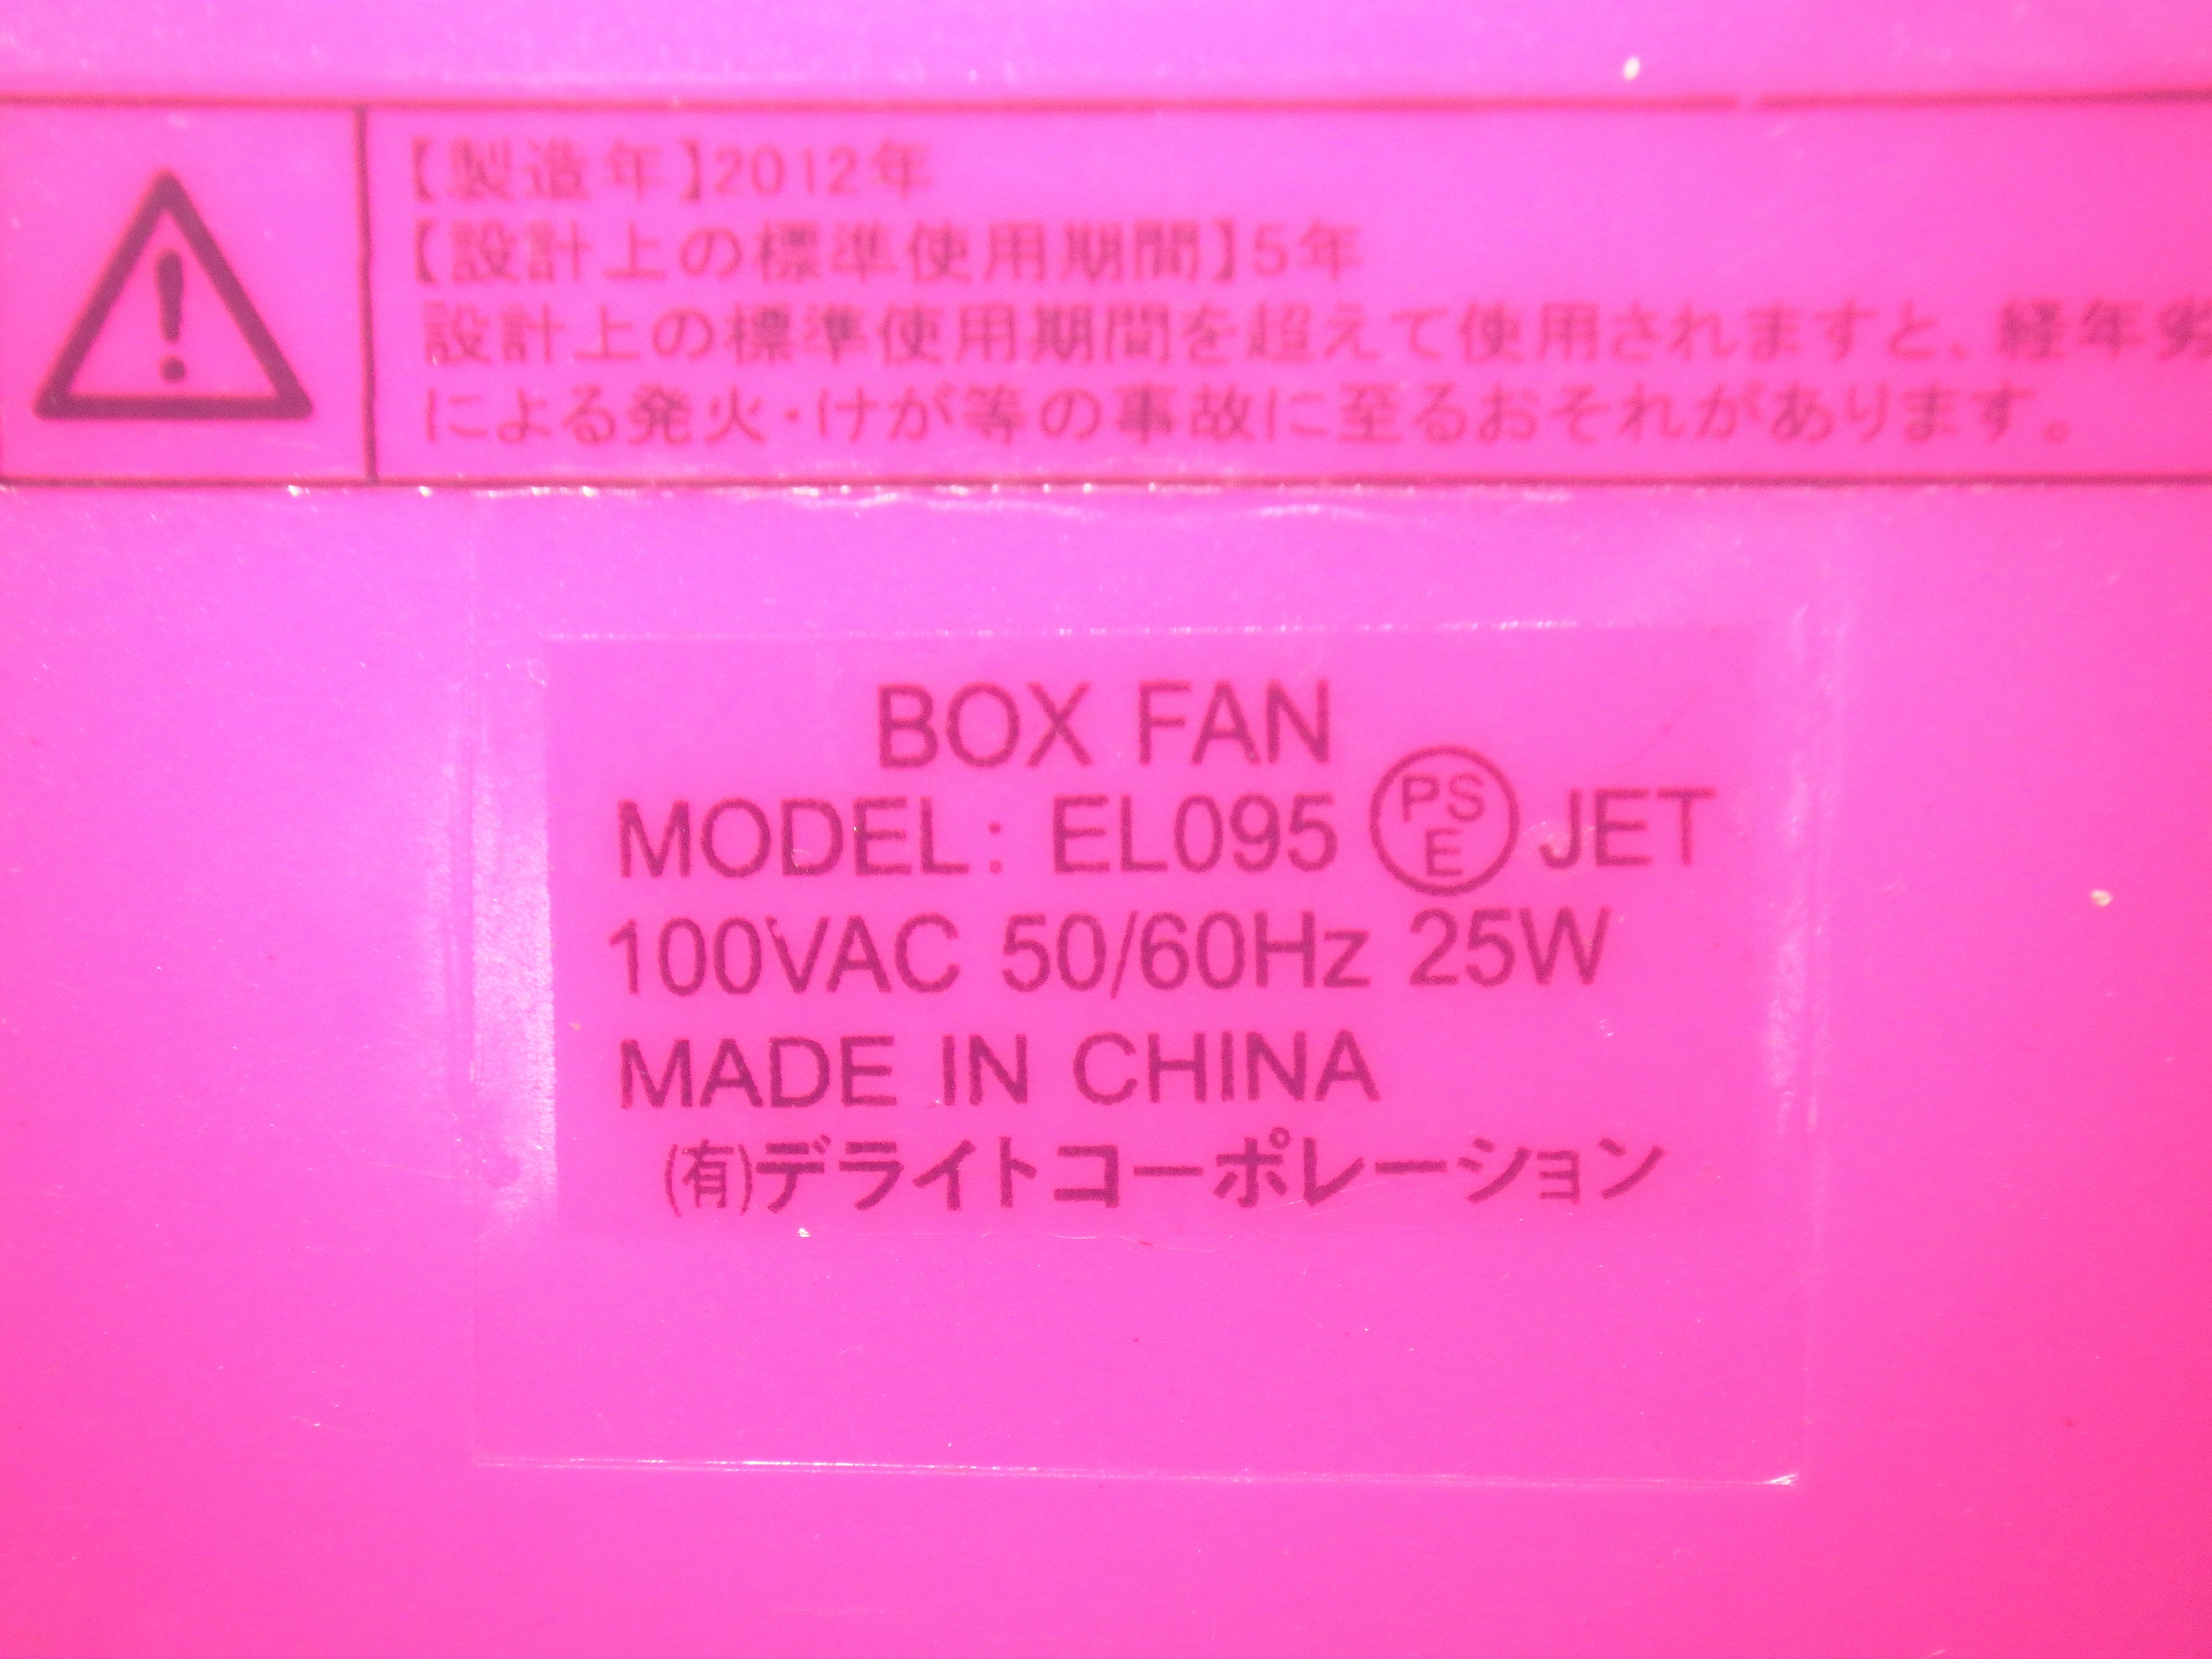 【製造年】2012年
【設計上の標準使用期間】5年
設計上の標準使用期間を超えて使用されますと、経年劣
による発火・けが等の事故に至るおそれがあります。
BOX FAN
MODEL: EL095 PSE JET
100VAC 50/60Hz 25W
MADE IN CHINA
(有)デライトコーポレーション